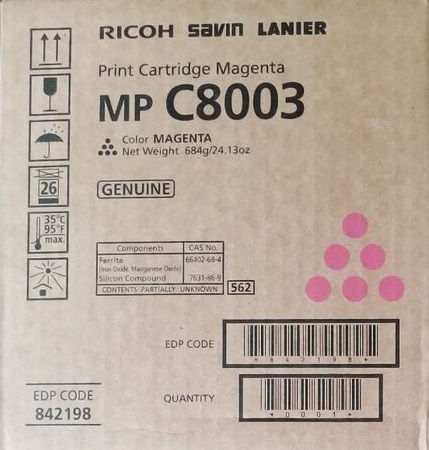 RICOH SAVIN LANIER
Print Cartridge Magenta
MP C8003
Color MAGENTA
Net Weight 684g/24.13oz
26
GENUINE
35°C
95°F
max.
Components CAS No.
Ferrite 66402-68-4
(Iron Oxide, Manganese Oxide)
Silicon Compound 7631-86-9
CONTENTS PARTIALLY UNKNOWN 562
EDP CODE
*842198*
EDP CODE
842198
QUANTITY
*0001*